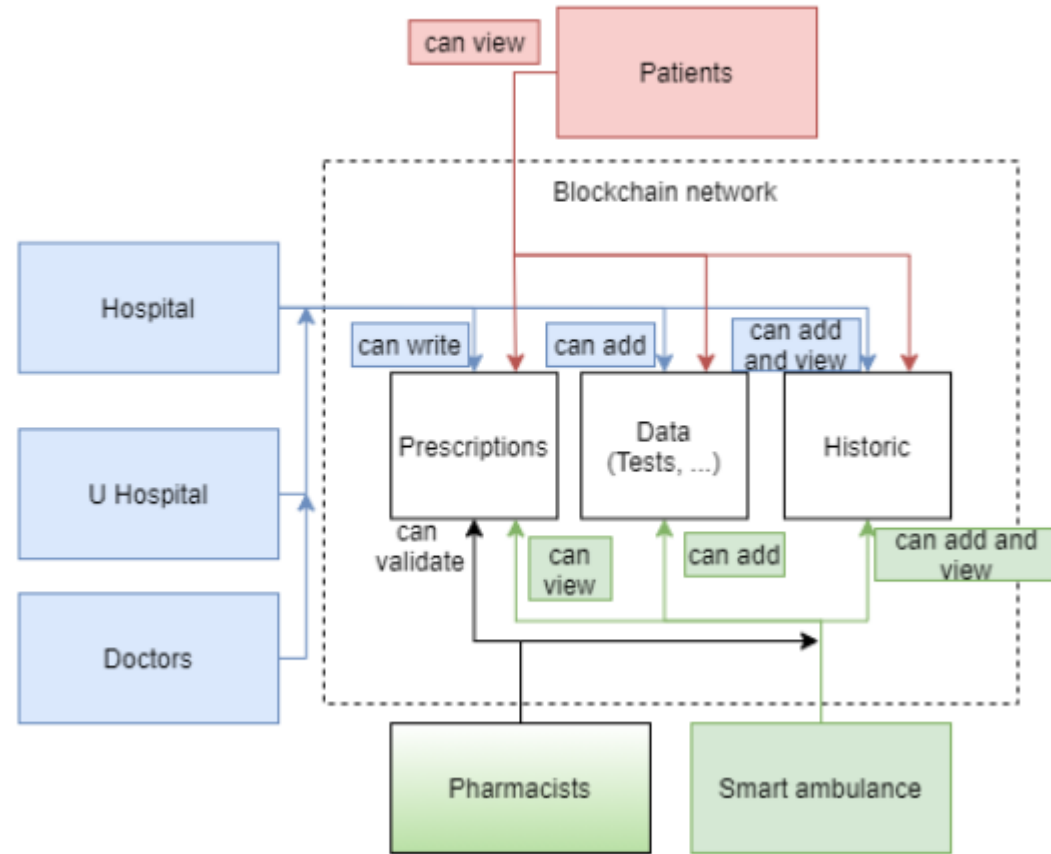 can view
Patients
Blockchain network
Hospital
can write
can add
can add
and view
Prescriptions
Data
(Tests, ...)
Historic
U Hospital
can
validate
can
view
can add
can add and
view
Doctors
Pharmacists
Smart ambulance